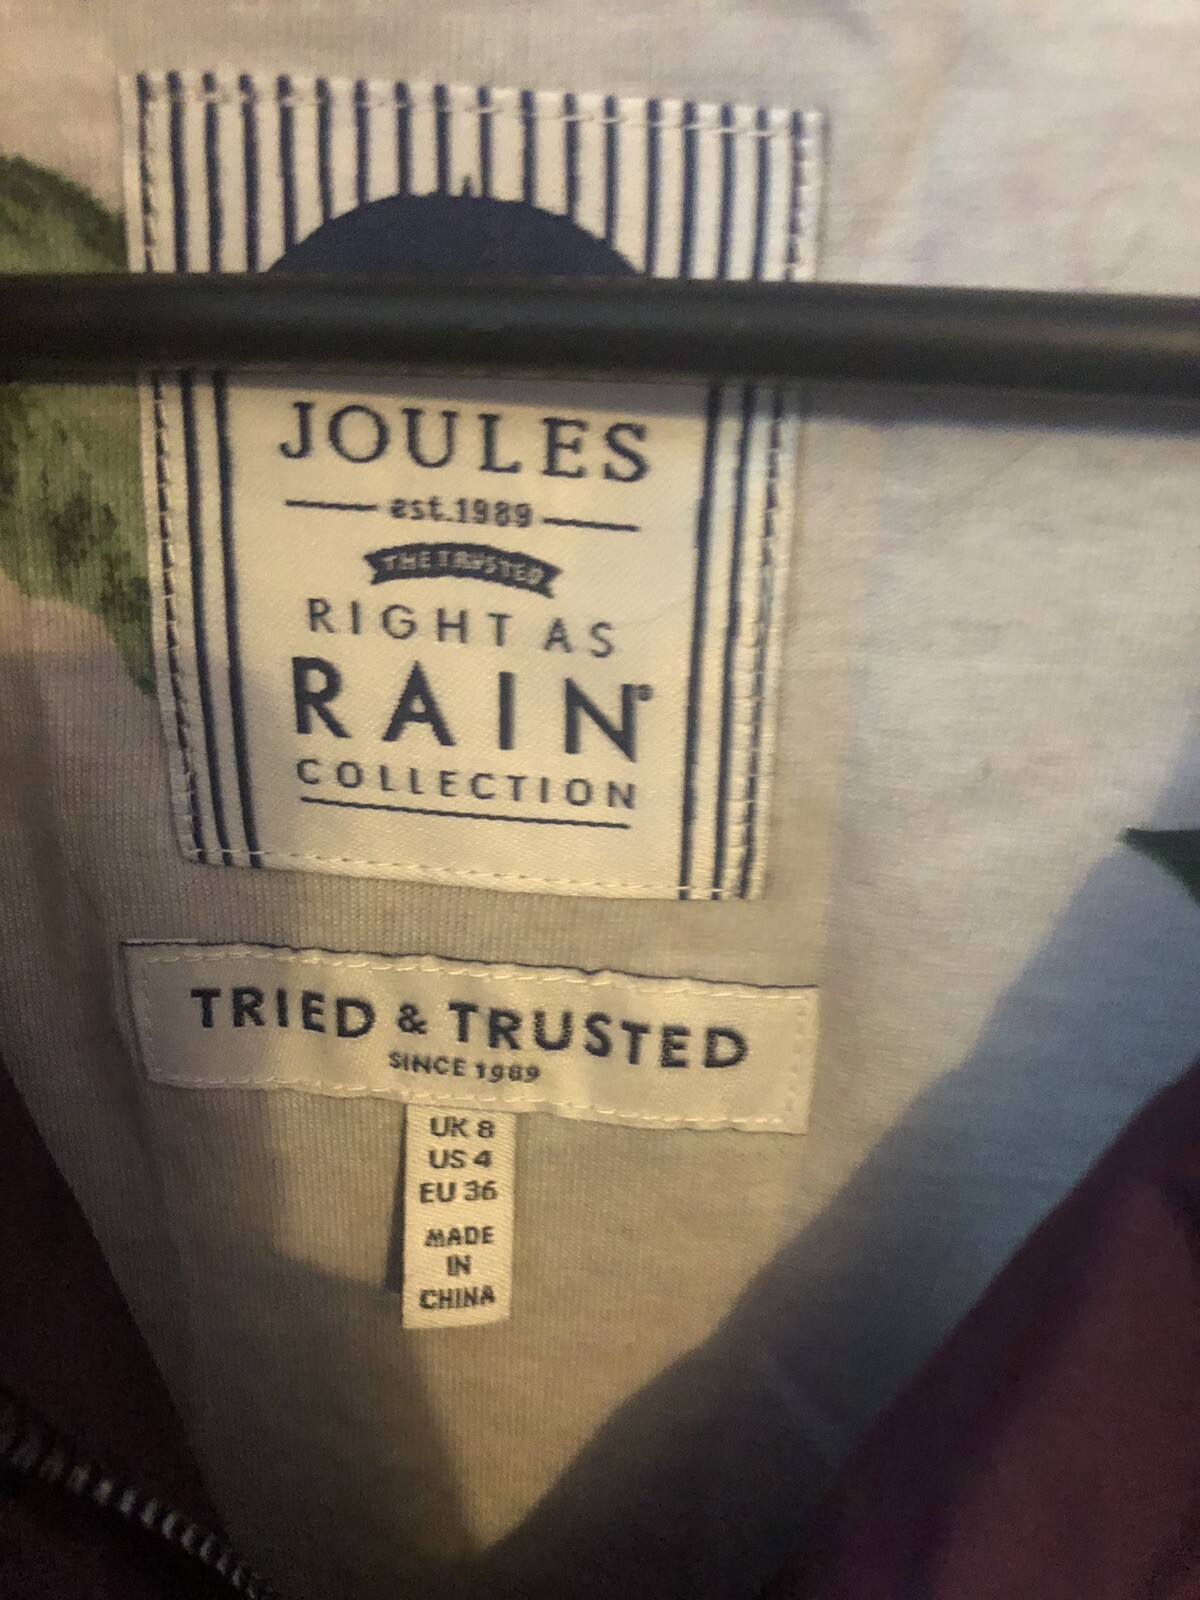 JOULES
est.1989
THE TRUSTED
RIGHT AS
RAIN®
COLLECTION
TRIED & TRUSTED
SINCE 1989
UK 8
US 4
EU 36
MADE
IN
CHINA